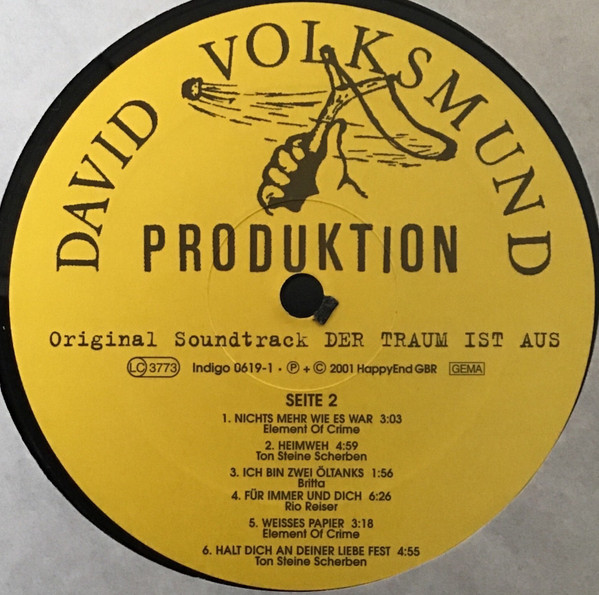 DAVID VOLKSMUND
PRODUKTION
Original Soundtrack DER TRAUM IST AUS
LC 3773 Indigo 0619-1 · Ⓟ + © 2001 HappyEnd GBR GEMA
SEITE 2
1. NICHTS MEHR WIE ES WAR 3:03
Element Of Crime
2. HEIMWEH 4:59
Ton Steine Scherben
3. ICH BIN ZWEI ÖLTANKS 1:56
Britta
4. FÜR IMMER UND DICH 6:26
Rio Reiser
5. WEISSES PAPIER 3:18
Element Of Crime
6. HALT DICH AN DEINER LIEBE FEST 4:55
Ton Steine Scherben